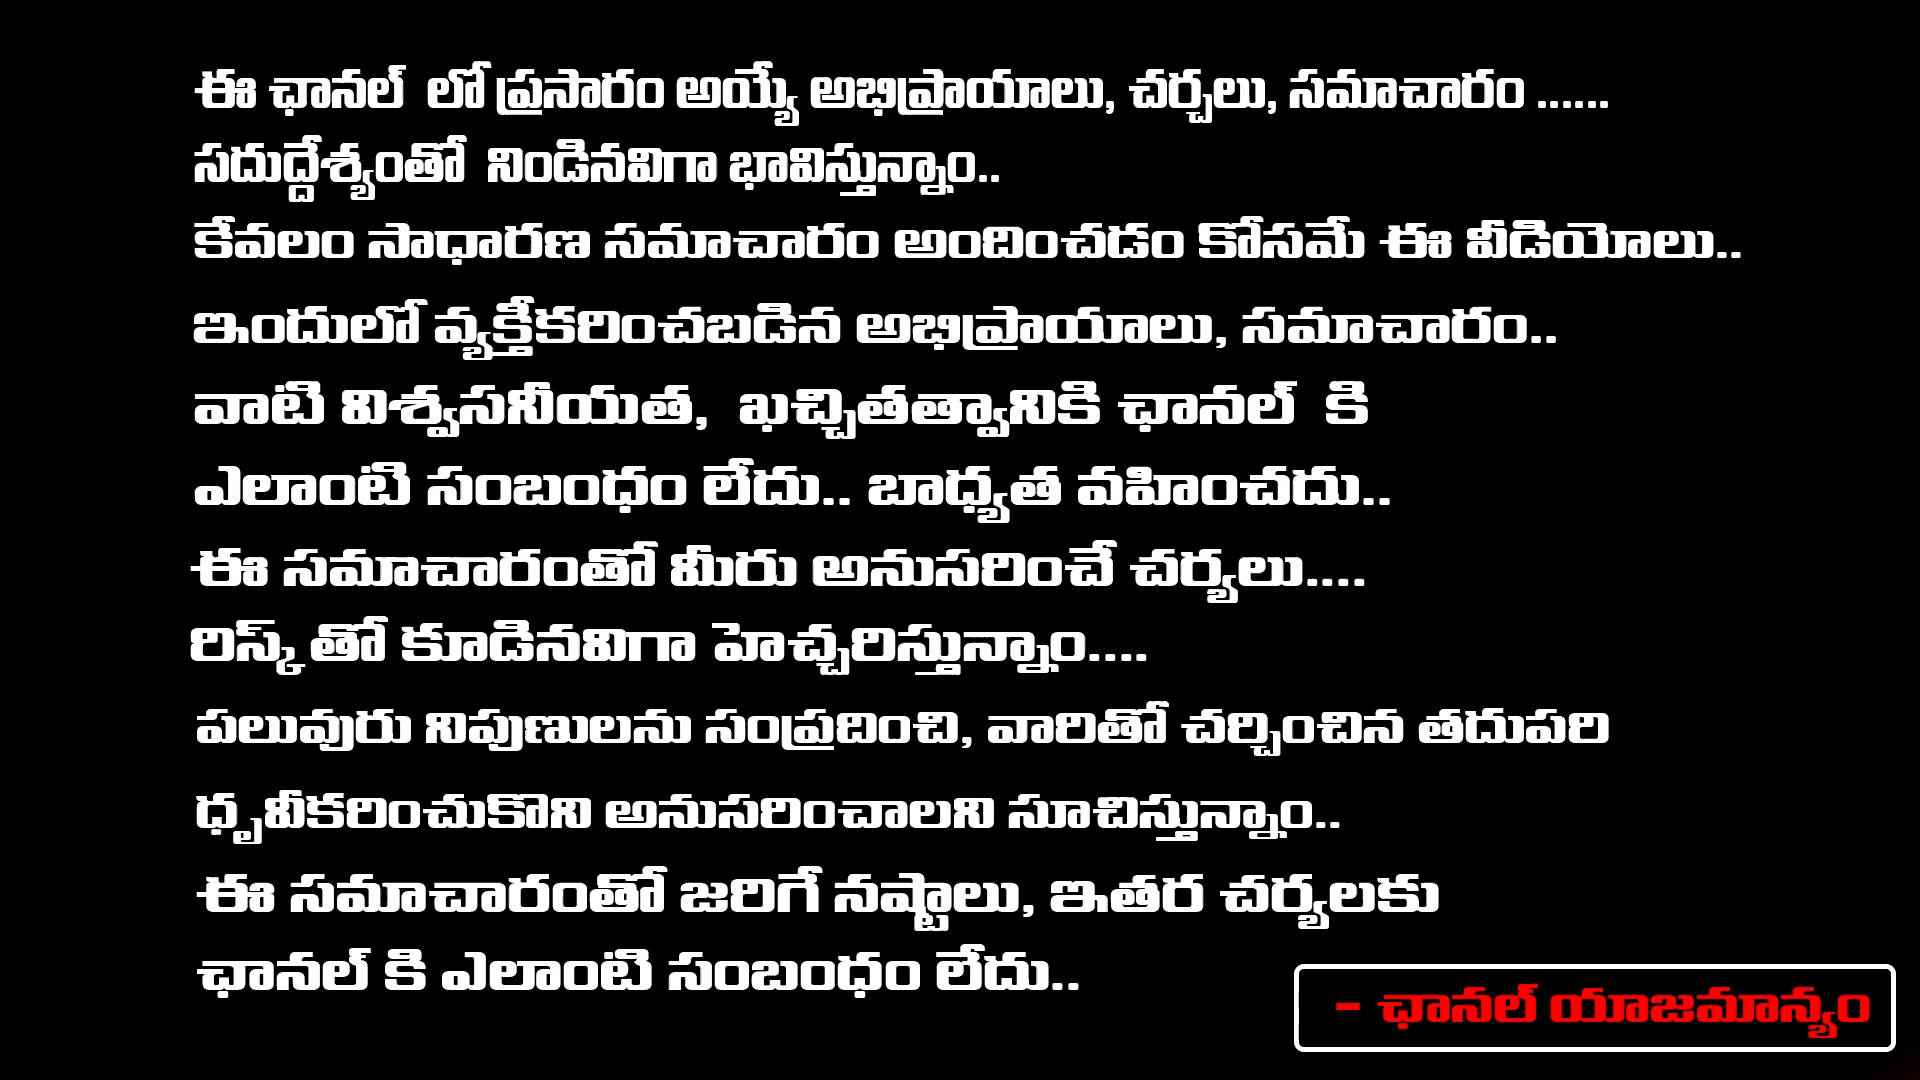 ఈ ఛానల్ లో ప్రసారం అయ్యే అభిప్రాయాలు, చర్చలు, సమాచారం ......
సదుద్దేశ్యంతో నిండినవిగా భావిస్తున్నాం..
కేవలం సాధారణ సమాచారం అందించడం కోసమే ఈ వీడియోలు..
ఇందులో వ్యక్తీకరించబడిన అభిప్రాయాలు, సమాచారం..
వాటి విశ్వసనీయత, ఖచ్చితత్వానికి ఛానల్ కి
ఎలాంటి సంబంధం లేదు.. బాధ్యత వహించదు..
ఈ సమాచారంతో మీరు అనుసరించే చర్యలు....
రిస్క్ తో కూడినవిగా హెచ్చరిస్తున్నాం....
పలువురు నిపుణులను సంప్రదించి, వారితో చర్చించిన తదుపరి
ధృవీకరించుకొని అనుసరించాలని సూచిస్తున్నాం..
ఈ సమాచారంతో జరిగే నష్టాలు, ఇతర చర్యలకు
ఛానల్ కి ఎలాంటి సంబంధం లేదు..
- ఛానల్ యాజమాన్యం